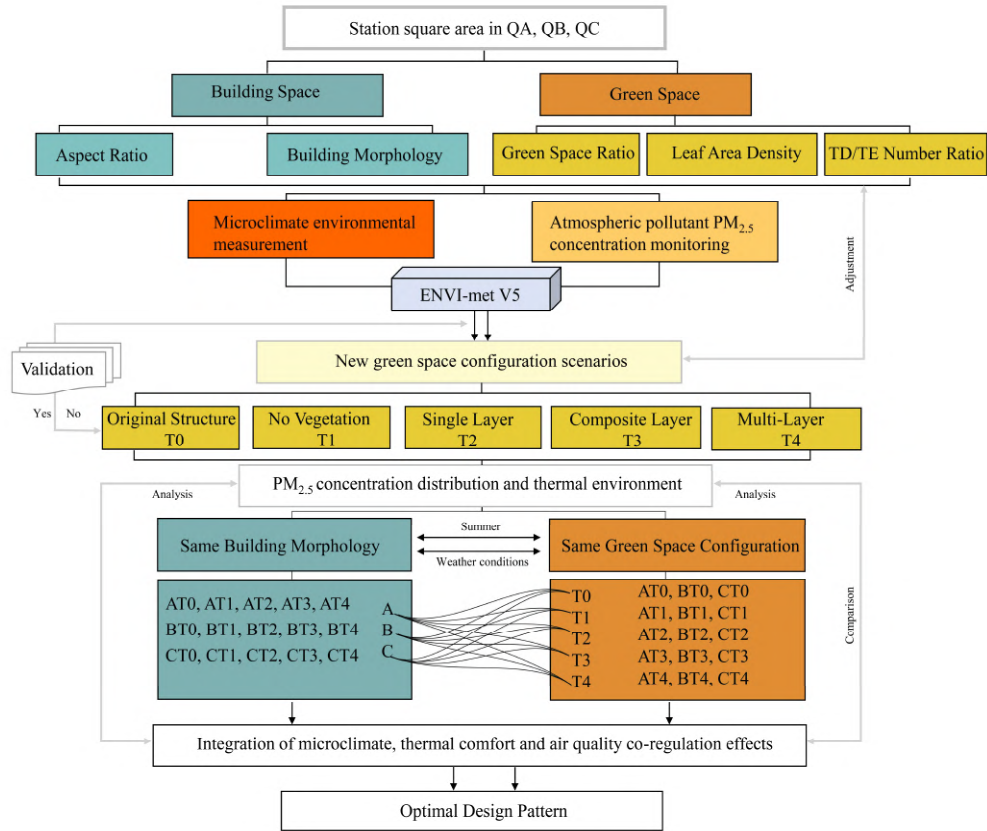 Station square area in QA, QB, QC
Building Space
Green Space
Aspect Ratio
Building Morphology
Green Space Ratio
Leaf Area Density
TD/TE Number Ratio
Microclimate environmental
measurement
Atmospheric pollutant PM2.5
concentration monitoring
Adjustment
ENVI-met V5
New green space configuration scenarios
Validation
Yes
No
Original Structure
T0
No Vegetation
T1
Single Layer
T2
Composite Layer
T3
Multi-Layer
T4
PM2.5 concentration distribution and thermal environment
Analysis
Analysis
Same Building Morphology
Summer
Weather conditions
Same Green Space Configuration
AT0, AT1, AT2, AT3, AT4
BT0, BT1, BT2, BT3, BT4
CT0, CT1, CT2, CT3, CT4
A
B
C
T0
T1
T2
T3
T4
AT0, BT0, CT0
AT1, BT1, CT1
AT2, BT2, CT2
AT3, BT3, CT3
AT4, BT4, CT4
Comparison
Integration of microclimate, thermal comfort and air quality co-regulation effects
Optimal Design Pattern